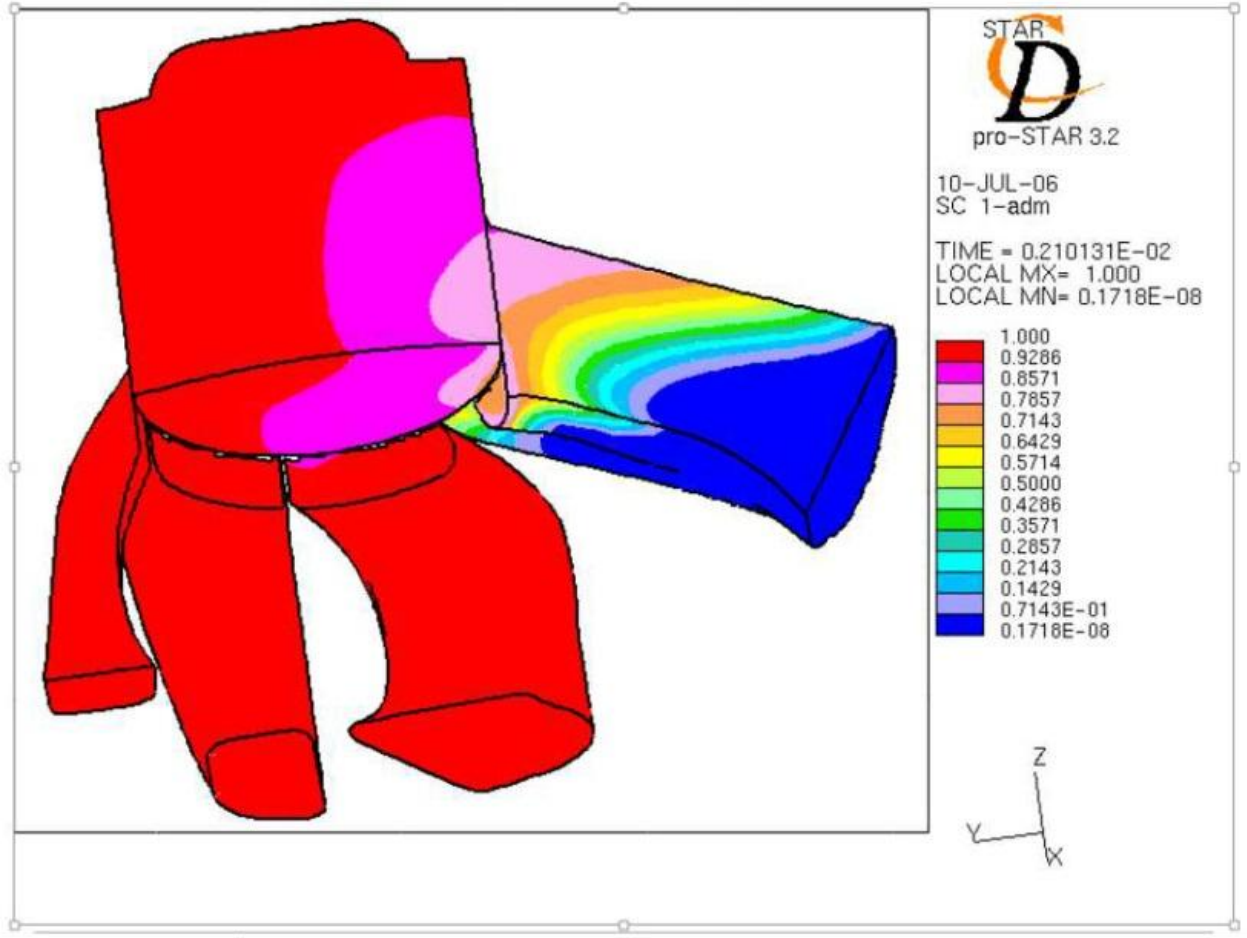 STAR
CD
pro-STAR 3.2
10-JUL-06
SC 1-adm
TIME = 0.210131E-02
LOCAL MX= 1.000
LOCAL MN= 0.1718E-08
1.000
0.9286
0.8571
0.7857
0.7143
0.6429
0.5714
0.5000
0.4286
0.3571
0.2857
0.2143
0.1429
0.7143E-01
0.1718E-08
Z
Y
X